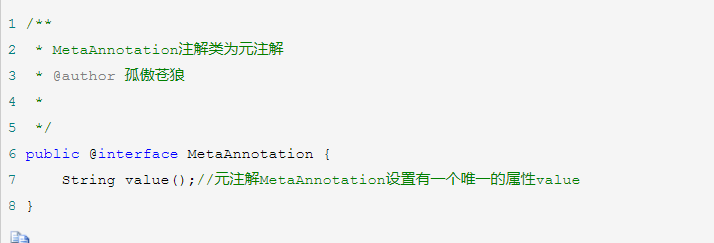 1 /**
2  * MetaAnnotation注解类为元注解
3  * @author 孤傲苍狼
4  *
5  */
6 public @interface MetaAnnotation {
7     String value();//元注解MetaAnnotation设置有一个唯一的属性value
8 }